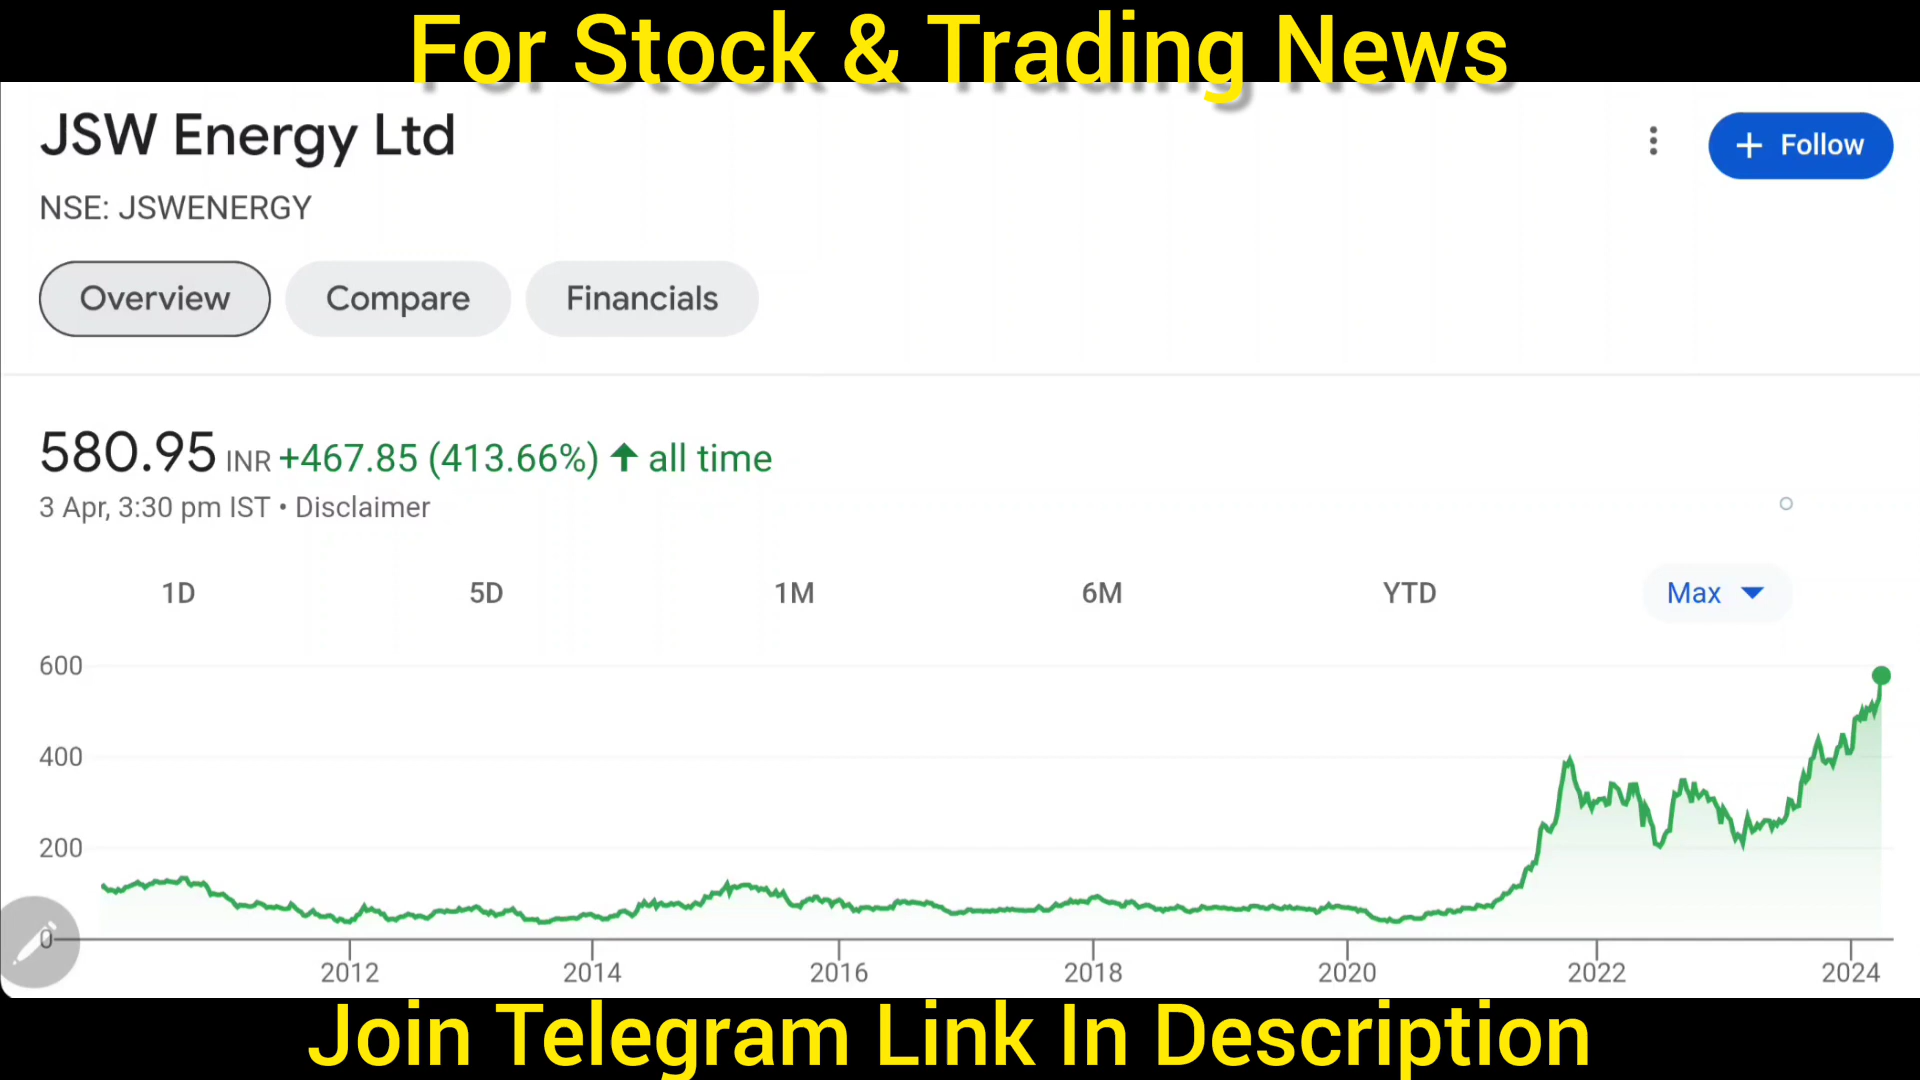 For Stock & Trading News
JSW Energy Ltd
+ Follow
NSE: JSWENERGY
Overview Compare Financials
580.95 INR +467.85 (413.66%) ↑ all time
3 Apr, 3:30 pm IST • Disclaimer
1D 5D 1M 6M YTD Max
600
400
200
0
2012 2014 2016 2018 2020 2022 2024
Join Telegram Link In Description